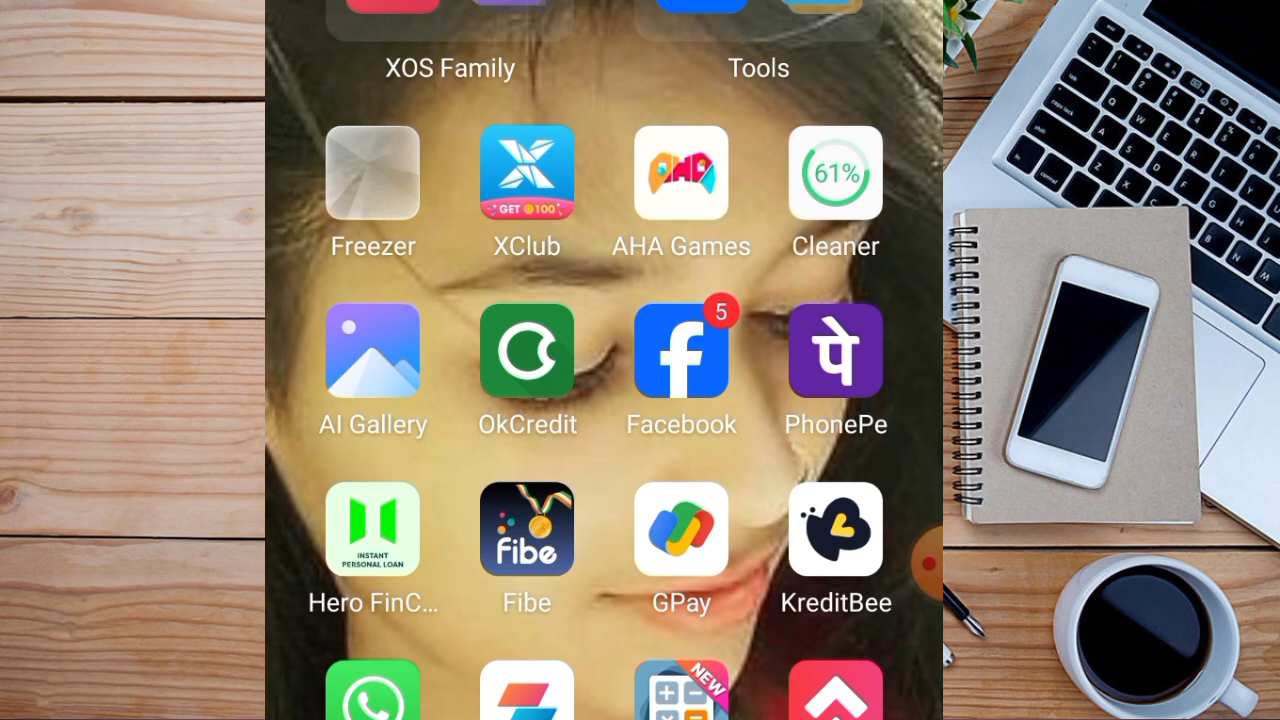 XOS Family
Tools
GET 100
Freezer
XClub
AHA
AHA Games
61%
Cleaner
AI Gallery
OkCredit
f
5
Facebook
पे
PhonePe
INSTANT
PERSONAL LOAN
Hero FinC...
fibe
Fibe
GPay
KreditBee
NEW